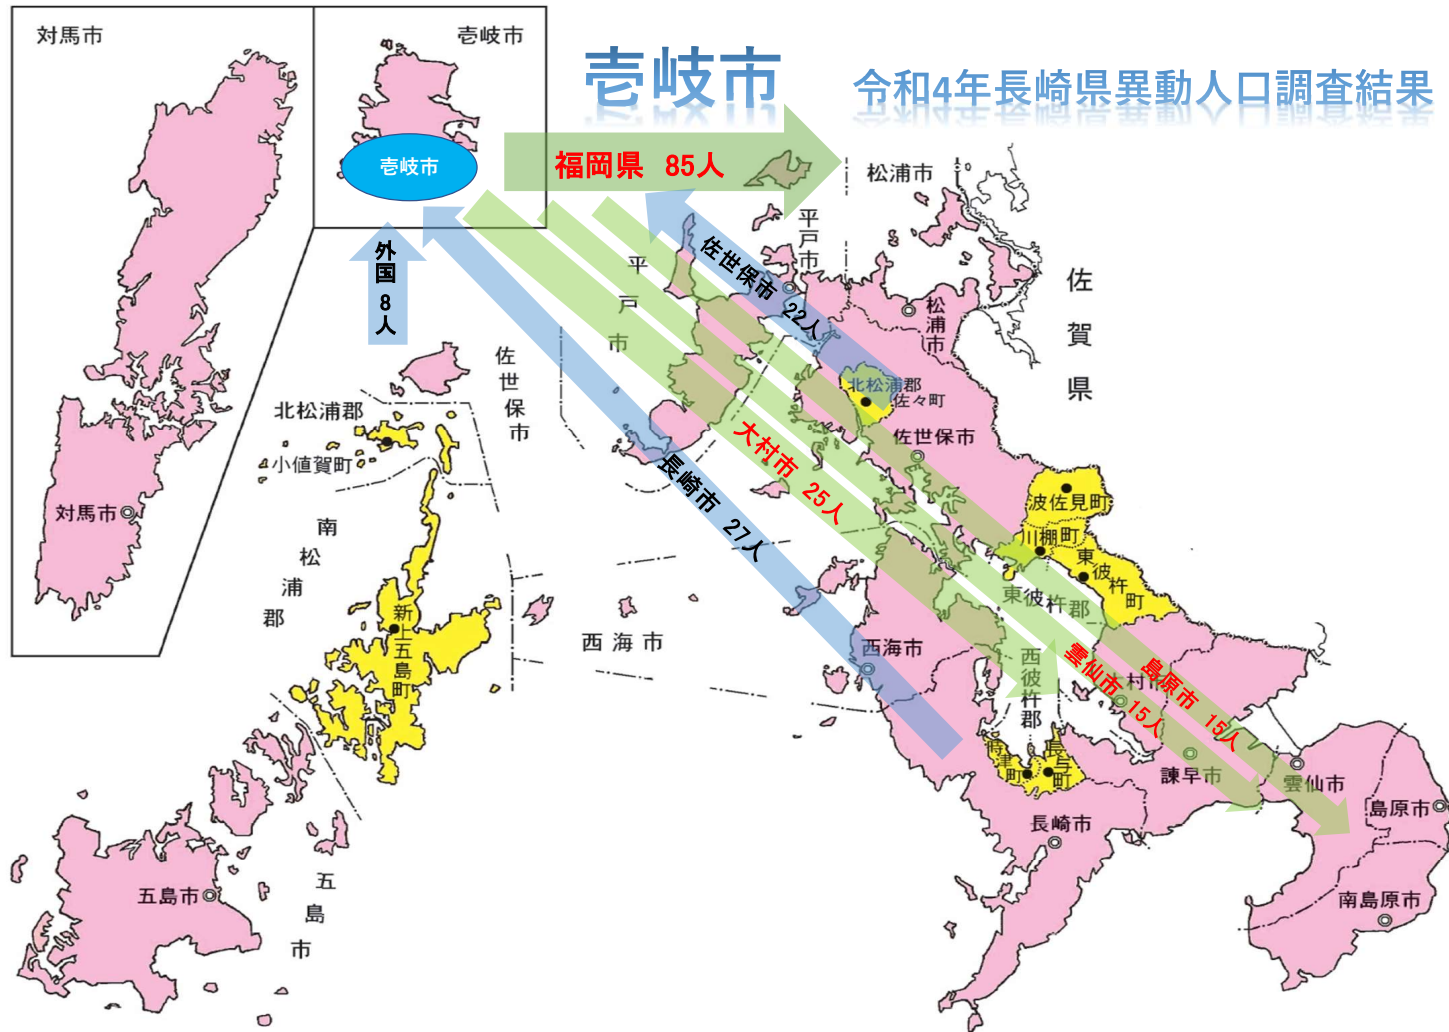 対馬市
壱岐市
壱岐市
令和4年長崎県異動人口調査結果
壱岐市
福岡県 85人
松浦市
平戸市
外国 8人
佐世保市 22人
平戸市
佐賀県
松浦市
佐世保市
北松浦郡
佐々町
北松浦郡
小値賀町
佐世保市
大村市 25人
長崎市 27人
波佐見町
川棚町
東彼杵町
東彼杵郡
対馬市
南松浦郡
新上五島町
西海市
西海市
西彼杵郡
雲仙市 15人
島原市 15人
村市
時津町
長与町
諫早市
雲仙市
島原市
長崎市
五島市
五島市
南島原市